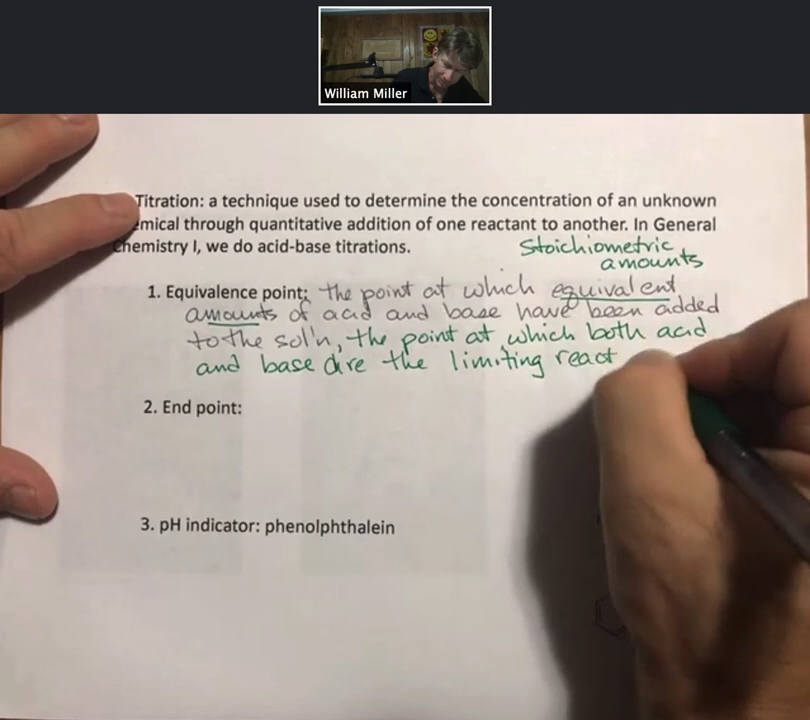 William Miller
Titration: a technique used to determine the concentration of an unknown
emical through quantitative addition of one reactant to another. In General
Chemistry I, we do acid-base titrations.
Stoichiometric
amounts
1. Equivalence point: the point at which equivalent
amounts of acid and base have been added
to the sol'n, the point at which both acid
and base are the limiting react
2. End point:
3. pH indicator: phenolphthalein